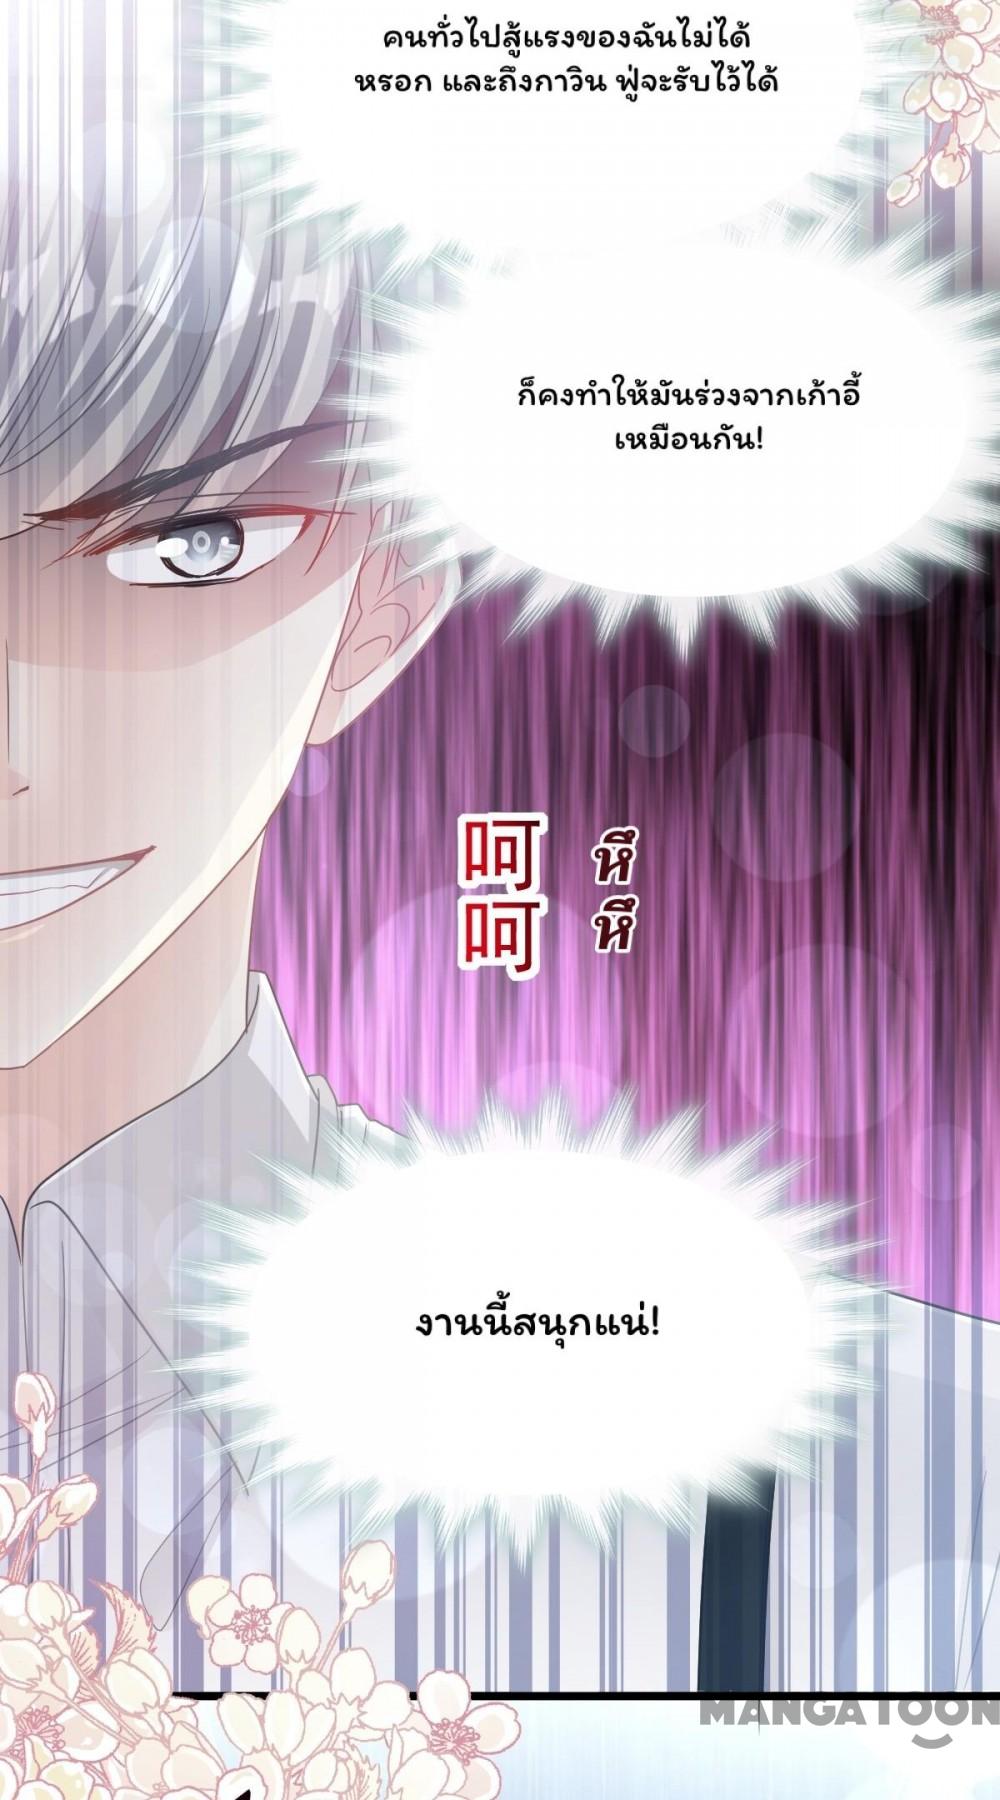 คนทั่วไปสู้แรงของฉันไม่ได้
หรอก และถึงกาวิน ฟู่จะรับไว้ได้
ก็คงทำให้มันร่วงจากเก้าอี้
เหมือนกัน!
呵 หึ
呵 หึ
งานนี้สนุกแน่!
MANGATOON